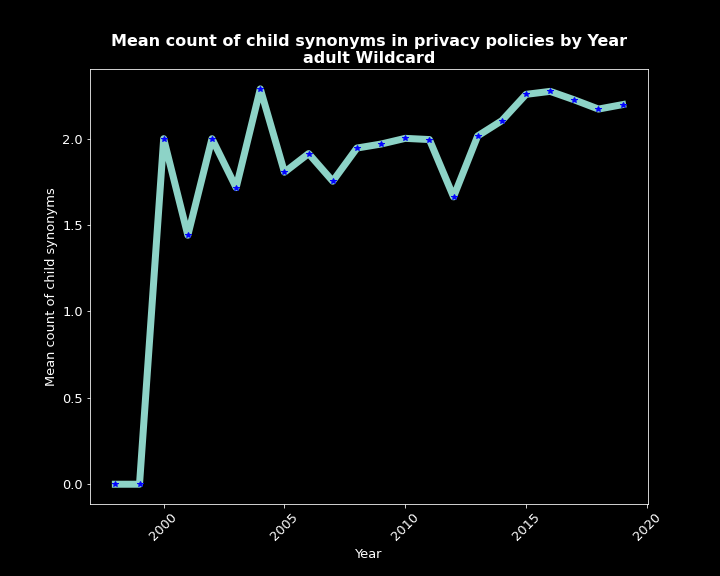 Mean count of child synonyms in privacy policies by Year
adult Wildcard
Mean count of child synonyms
2.0
1.5
1.0
0.5
0.0
2000
2005
2010
2015
2020
Year